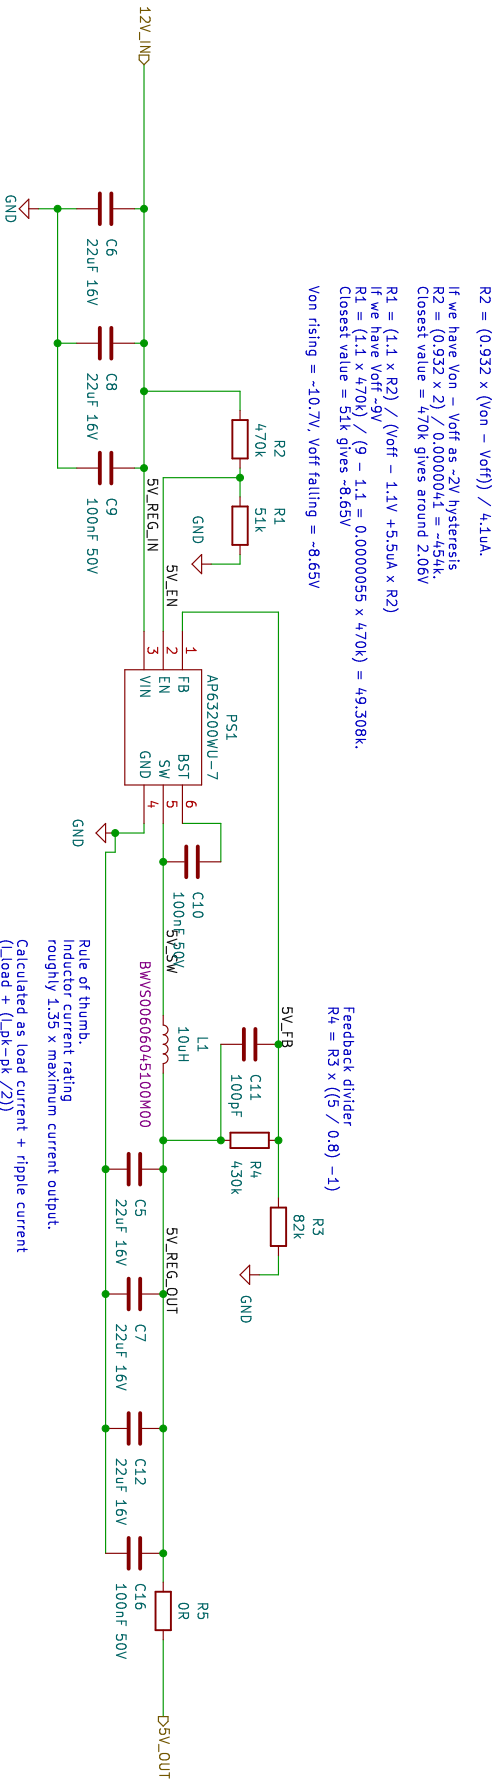 R2 = (0.932 x (Von - Voff)) / 4.1uA.
If we have Von - Voff as ~2V hysteresis
R2 = (0.932 x 2) / 0.0000041 = ~454k.
Closest value = 470k gives around 2.06V
R1 = (1.1 x R2) / (Voff - 1.1V +5.5uA x R2)
If we have Voff ~9V
R1 = (1.1 x 470k) / (9 - 1.1 = 0.0000055 x 470k) = 49.308k.
Closest value = 51k gives ~8.65V
Von rising = ~10.7V, Voff falling = ~8.65V
Feedback divider
R4 = R3 x ((5 / 0.8) -1)
12V_IN
GND
C6
22uF 16V
C8
22uF 16V
C9
100nF 50V
R2
470k
R1
51k
GND
5V_REG_IN
5V_EN
PS1
AP63200WU-7
1
FB
2
EN
3
VIN
BST
6
SW
5
GND
4
GND
C10
100nF 50V
5V_SW
L1
10uH
BWVS00606045100M00
5V_FB
C11
100pF
R4
430k
R3
82k
GND
C5
22uF 16V
5V_REG_OUT
C7
22uF 16V
C12
22uF 16V
C16
100nF 50V
R5
0R
5V_OUT
Rule of thumb.
Inductor current rating
roughly 1.35 x maximum current output.
Calculated as load current + ripple current
(I_load + (I_pk-pk /2))